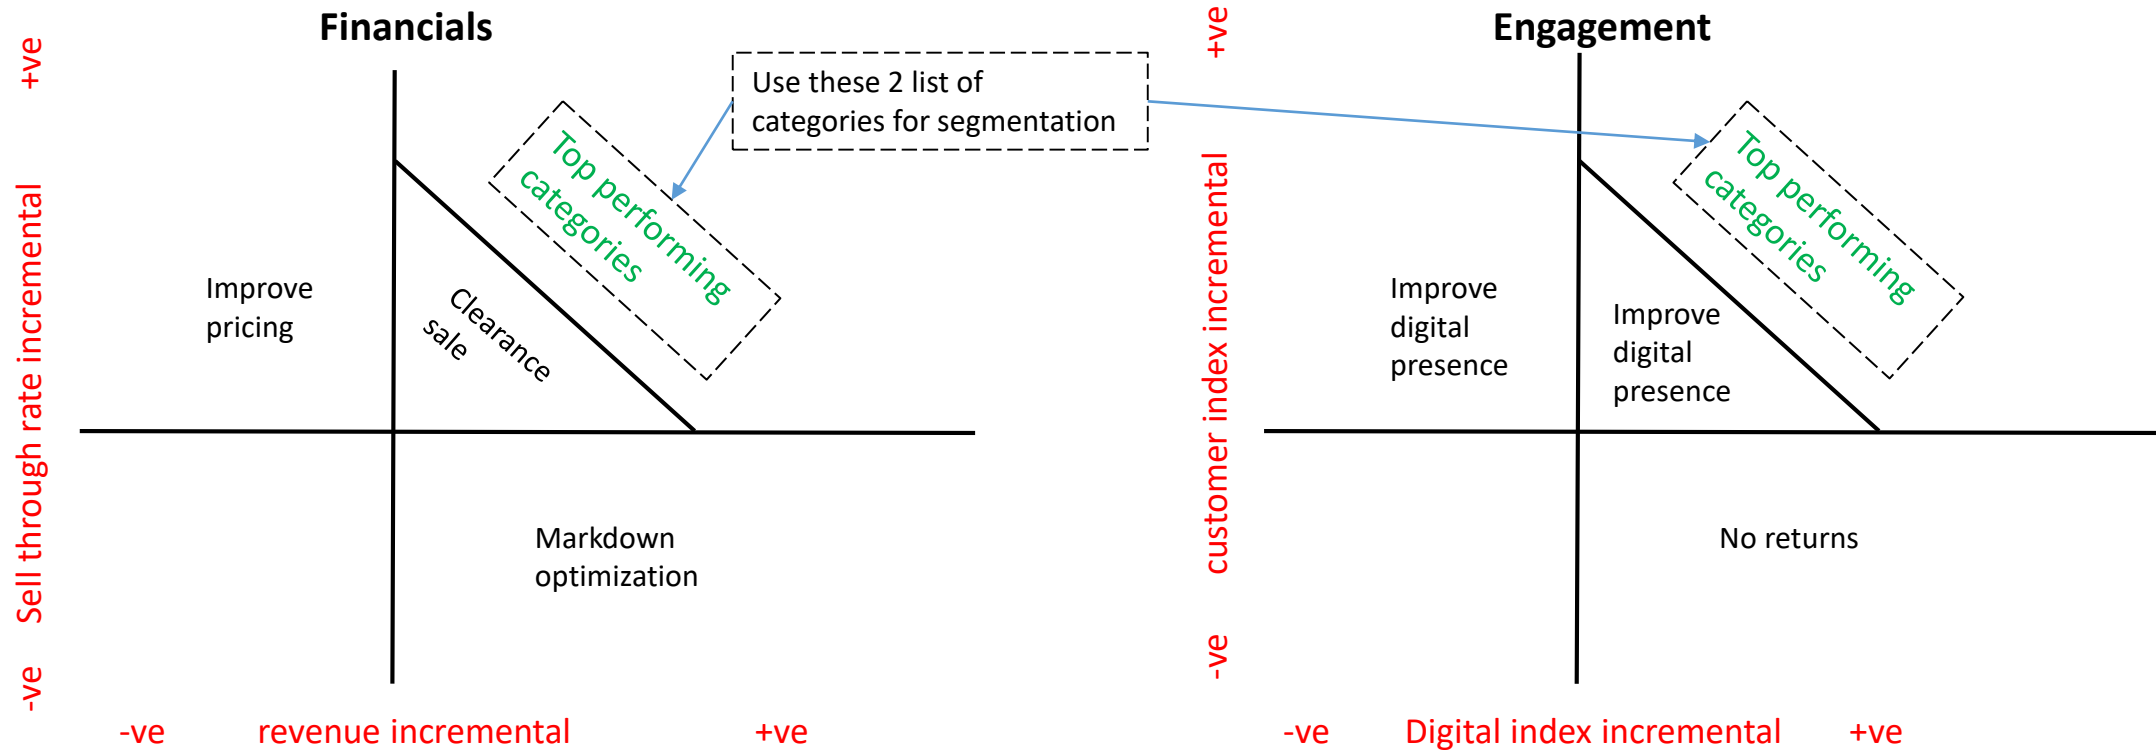 Financials
+ve
Sell through rate incremental
-ve
Use these 2 list of
categories for segmentation
Top performing
categories
Improve
pricing
Clearance
sale
Markdown
optimization
-ve
revenue incremental
+ve
Engagement
+ve
customer index incremental
-ve
Top performing
categories
Improve
digital
presence
Improve
digital
presence
No returns
-ve
Digital index incremental
+ve